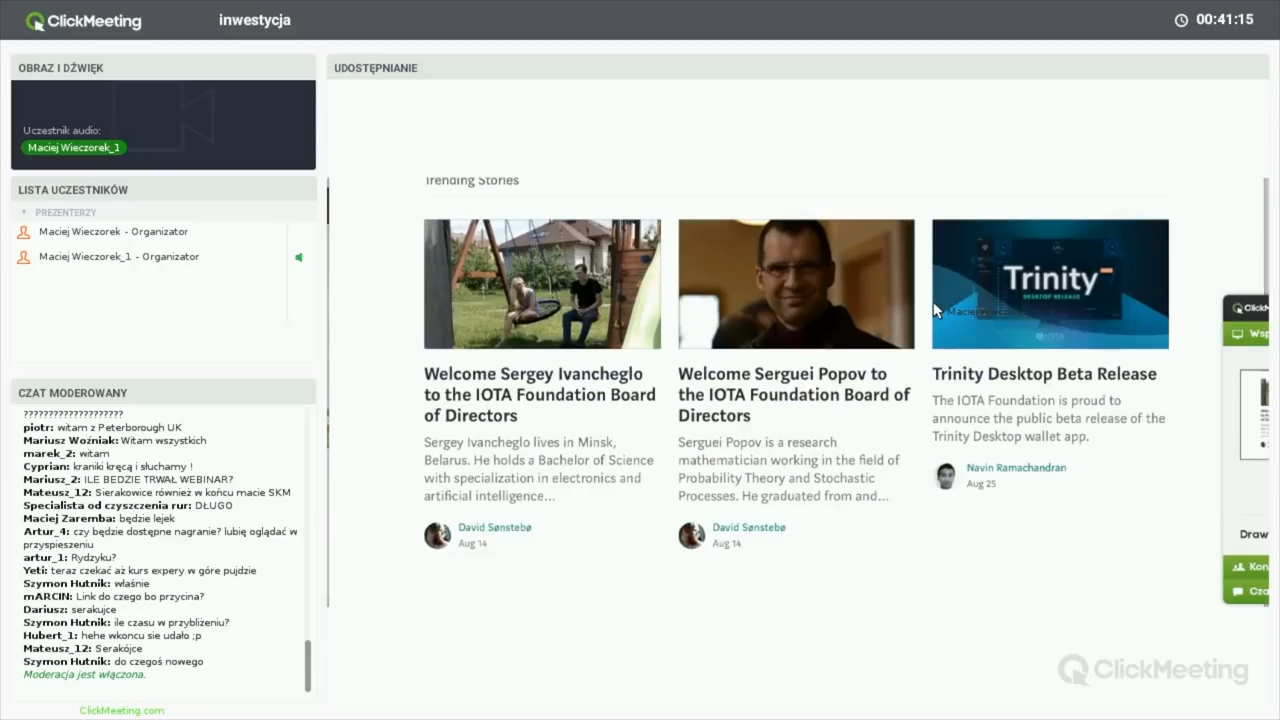 ClickMeeting
inwestycja
00:41:15
OBRAZ I DŹWIĘK
Uczestnik audio:
Maciej Wieczorek_1
LISTA UCZESTNIKÓW
PREZENTERZY
Maciej Wieczorek - Organizator
Maciej Wieczorek_1 - Organizator
CZAT MODEROWANY
????????????????????
piotr: witam z Peterborough UK
Mariusz Woźniak: Witam wszystkich
marek_2: witam
Cyprian: kraniki kręcą i słuchamy !
Mariusz_2: ILE BEDZIE TRWAŁ WEBINAR?
Mateusz_12: Sierakowice również w końcu macie SKM
Specialista od czyszczenia rur: DŁUGO
Maciej Zaremba: będzie lejek
Artur_4: czy będzie dostępne nagranie? lubię oglądać w
przyspieszeniu
artur_1: Rydzyku?
Yeti: teraz czekać aż kurs expery w góre pujdzie
Szymon Hutnik: właśnie
mARCIN: Link do czego bo przycina?
Dariusz: serakujce
Szymon Hutnik: ile czasu w przybliżeniu?
Hubert_1: hehe wkoncu sie udało ;p
Mateusz_12: Serakójce
Szymon Hutnik: do czegoś nowego
Moderacja jest włączona.
ClickMeeting.com
UDOSTĘPNIANIE
Trending Stories
Welcome Sergey Ivancheglo
to the IOTA Foundation Board
of Directors
Sergey Ivancheglo lives in Minsk,
Belarus. He holds a Bachelor of Science
with specialization in electronics and
artificial intelligence…
David Sønstebø
Aug 14
Welcome Serguei Popov to
the IOTA Foundation Board of
Directors
Serguei Popov is a research
mathematician working in the field of
Probability Theory and Stochastic
Processes. He graduated from and…
David Sønstebø
Aug 14
Trinity
DESKTOP RELEASE
IOTA
Trinity Desktop Beta Release
The IOTA Foundation is proud to
announce the public beta release of the
Trinity Desktop wallet app.
Navin Ramachandran
Aug 25
ClickM
Wsp
Draw
Kon
Cza
ClickMeeting